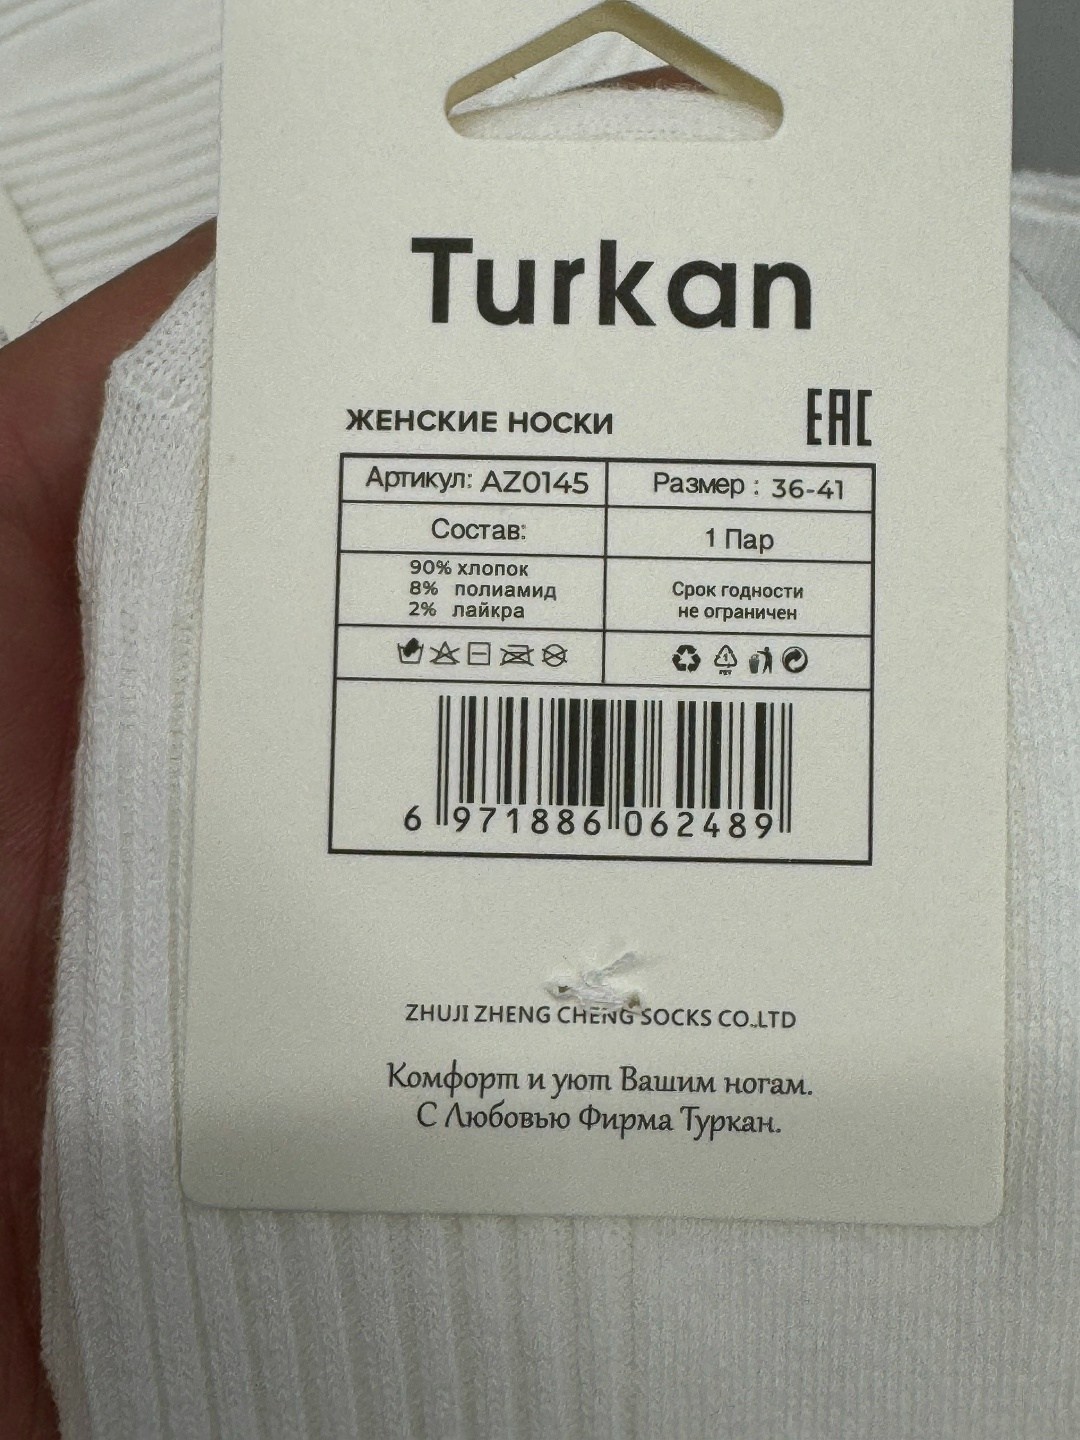 Turkan
ЖЕНСКИЕ НОСКИ
EAC
Артикул: AZ0145
Размер : 36-41
Состав:
1 Пар
90% хлопок
8% полиамид
2% лайкра
Срок годности
не ограничен
1
PET
6 971886 062489
ZHUJI ZHENG CHENG SOCKS CO.,LTD
Комфорт и уют Вашим ногам.
С Любовью Фирма Туркан.